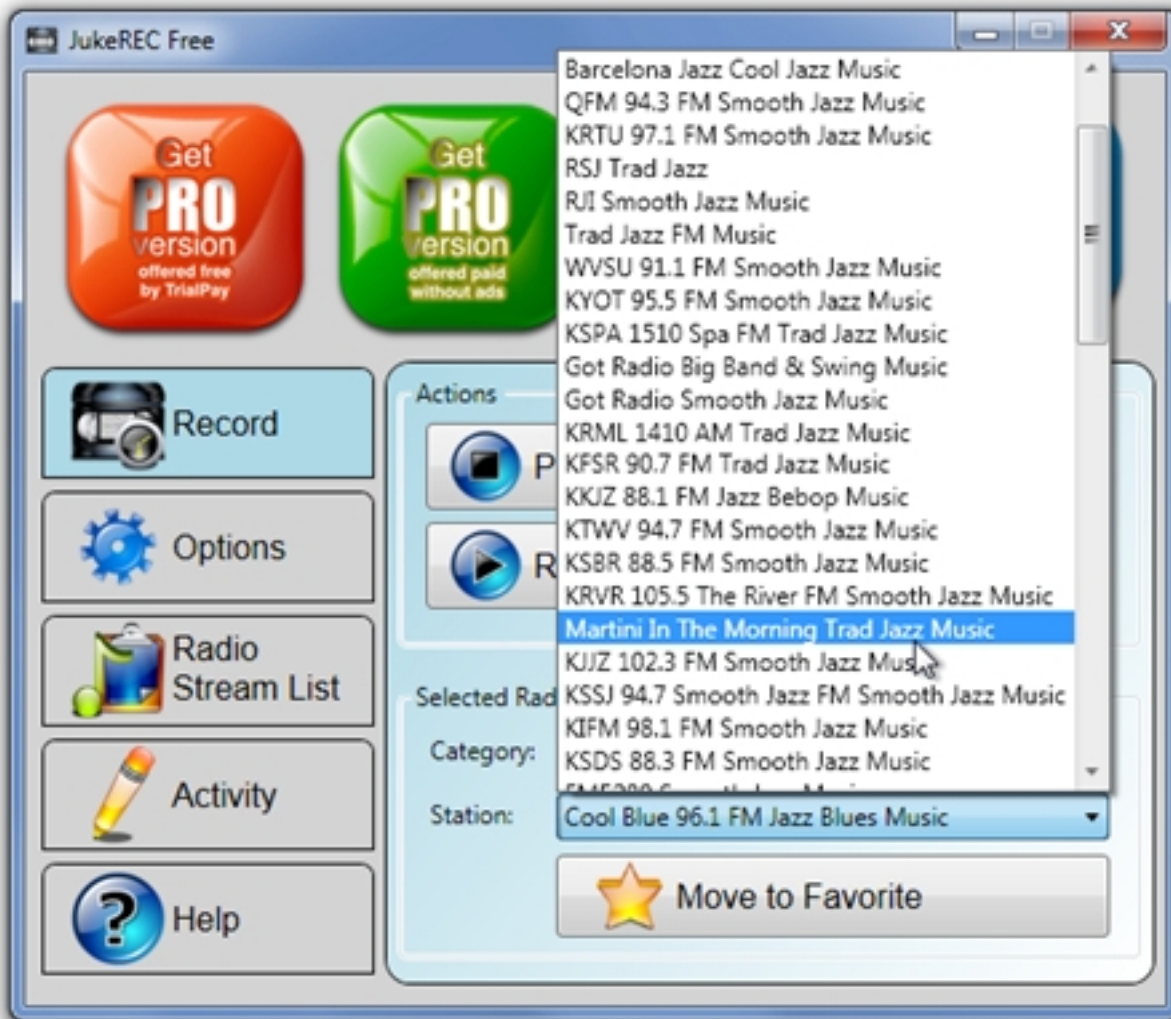 JukeREC Free
Get
PRO
version
offered free
by TrialPay
Get
PRO
version
offered paid
without ads
Barcelona Jazz Cool Jazz Music
QFM 94.3 FM Smooth Jazz Music
KRTU 97.1 FM Smooth Jazz Music
RSJ Trad Jazz
RJI Smooth Jazz Music
Trad Jazz FM Music
WVSU 91.1 FM Smooth Jazz Music
KYOT 95.5 FM Smooth Jazz Music
KSPA 1510 Spa FM Trad Jazz Music
Got Radio Big Band & Swing Music
Got Radio Smooth Jazz Music
KRML 1410 AM Trad Jazz Music
KFSR 90.7 FM Trad Jazz Music
KKJZ 88.1 FM Jazz Bebop Music
KTWV 94.7 FM Smooth Jazz Music
KSBR 88.5 FM Smooth Jazz Music
KRVR 105.5 The River FM Smooth Jazz Music
Martini In The Morning Trad Jazz Music
KJJZ 102.3 FM Smooth Jazz Music
KSSJ 94.7 Smooth Jazz FM Smooth Jazz Music
KIFM 98.1 FM Smooth Jazz Music
KSDS 88.3 FM Smooth Jazz Music
Record
Options
Radio
Stream List
Activity
Help
Actions
P
R
Selected Rad
Category:
Station:
Cool Blue 96.1 FM Jazz Blues Music
Move to Favorite